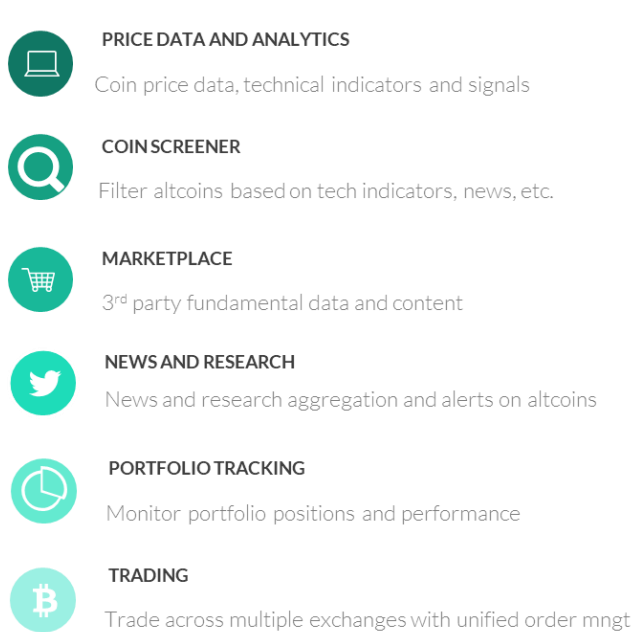 PRICE DATA AND ANALYTICS
Coin price data, technical indicators and signals
COIN SCREENER
Filter altcoins based on tech indicators, news, etc.
MARKETPLACE
3rd party fundamental data and content
NEWS AND RESEARCH
News and research aggregation and alerts on altcoins
PORTFOLIO TRACKING
Monitor portfolio positions and performance
TRADING
Trade across multiple exchanges with unified order mngt